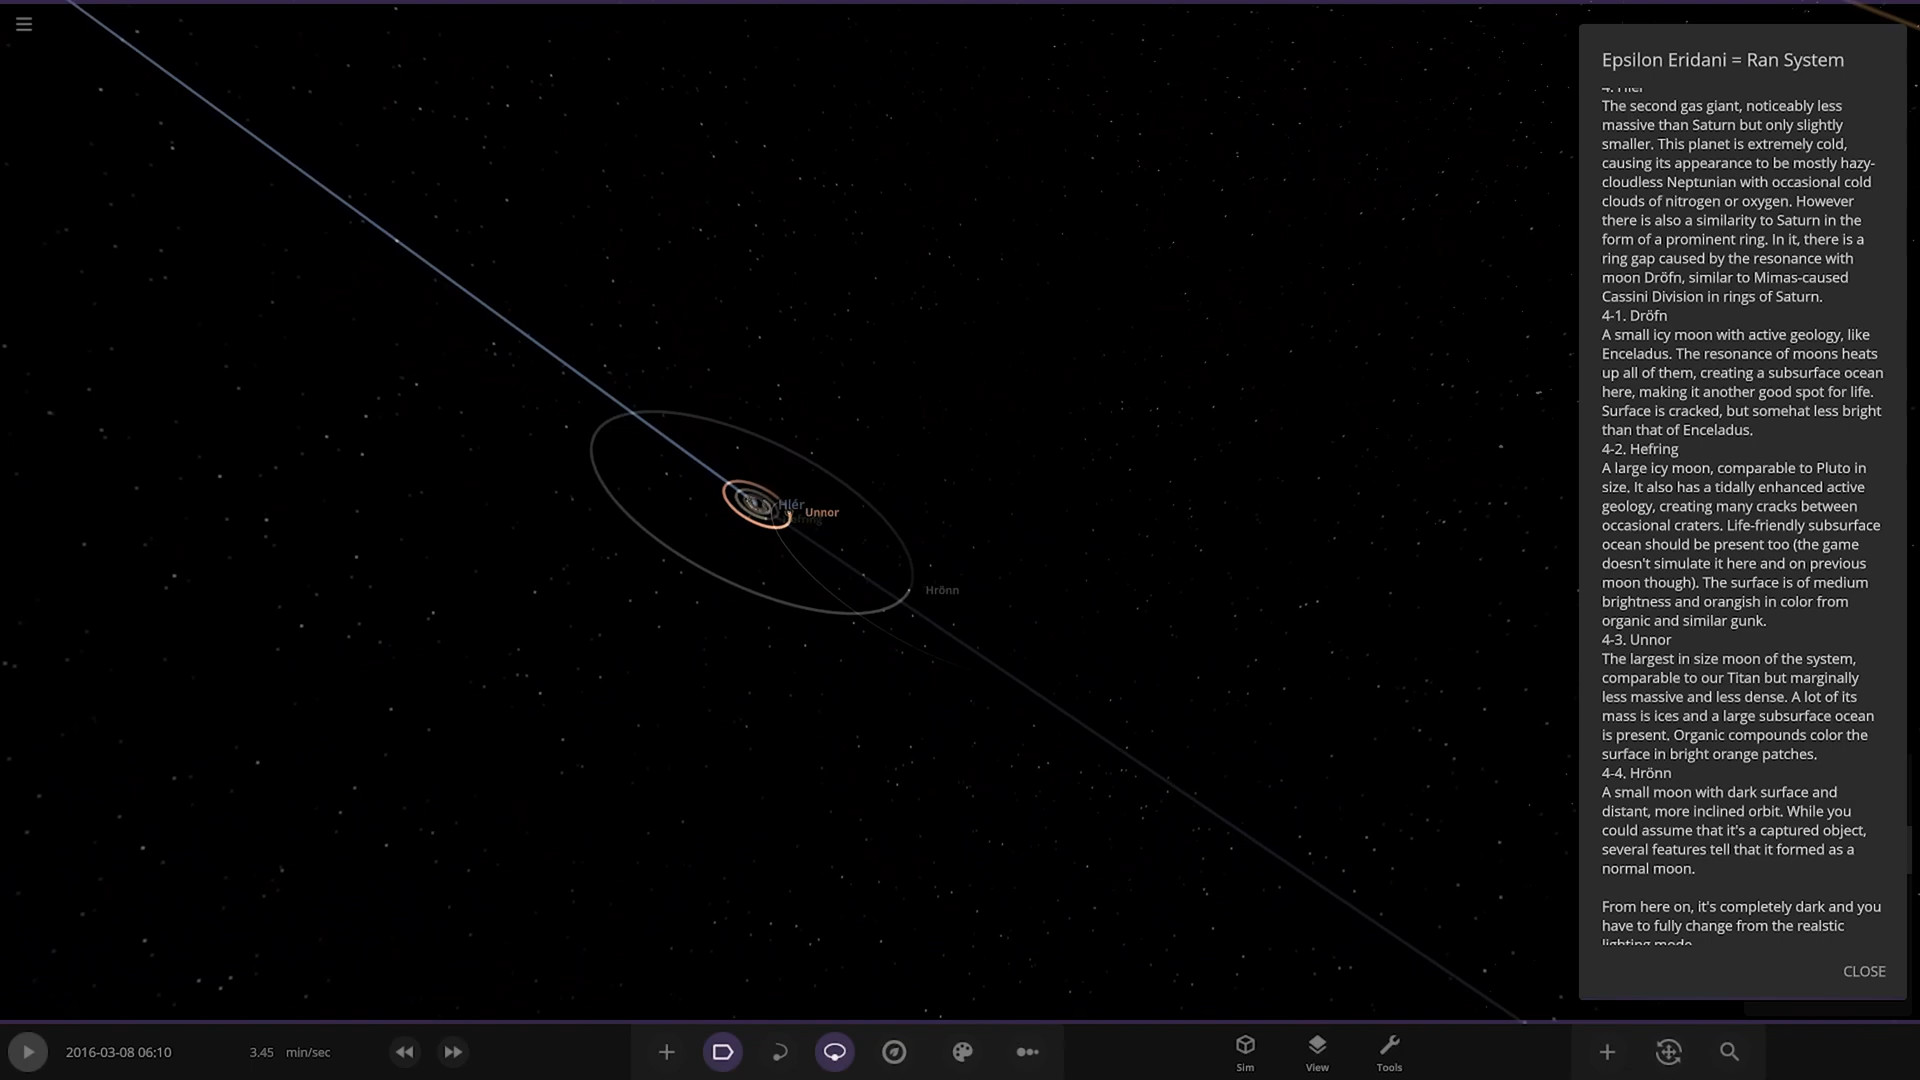 Epsilon Eridani = Ran System
4. Hlér
The second gas giant, noticeably less
massive than Saturn but only slightly
smaller. This planet is extremely cold,
causing its appearance to be mostly hazy-
cloudless Neptunian with occasional cold
clouds of nitrogen or oxygen. However
there is also a similarity to Saturn in the
form of a prominent ring. In it, there is a
ring gap caused by the resonance with
moon Dröfn, similar to Mimas-caused
Cassini Division in rings of Saturn.
4-1. Dröfn
A small icy moon with active geology, like
Enceladus. The resonance of moons heats
up all of them, creating a subsurface ocean
here, making it another good spot for life.
Surface is cracked, but somehat less bright
than that of Enceladus.
4-2. Hefring
A large icy moon, comparable to Pluto in
size. It also has a tidally enhanced active
geology, creating many cracks between
occasional craters. Life-friendly subsurface
ocean should be present too (the game
doesn't simulate it here and on previous
moon though). The surface is of medium
brightness and orangish in color from
organic and similar gunk.
4-3. Unnor
The largest in size moon of the system,
comparable to our Titan but marginally
less massive and less dense. A lot of its
mass is ices and a large subsurface ocean
is present. Organic compounds color the
surface in bright orange patches.
4-4. Hrönn
A small moon with dark surface and
distant, more inclined orbit. While you
could assume that it's a captured object,
several features tell that it formed as a
normal moon.
From here on, it's completely dark and you
have to fully change from the realstic
lighting mode
CLOSE
Hlér
Unnor
Hefring
Hrönn
2016-03-08 06:10
3.45 min/sec
Sim
View
Tools